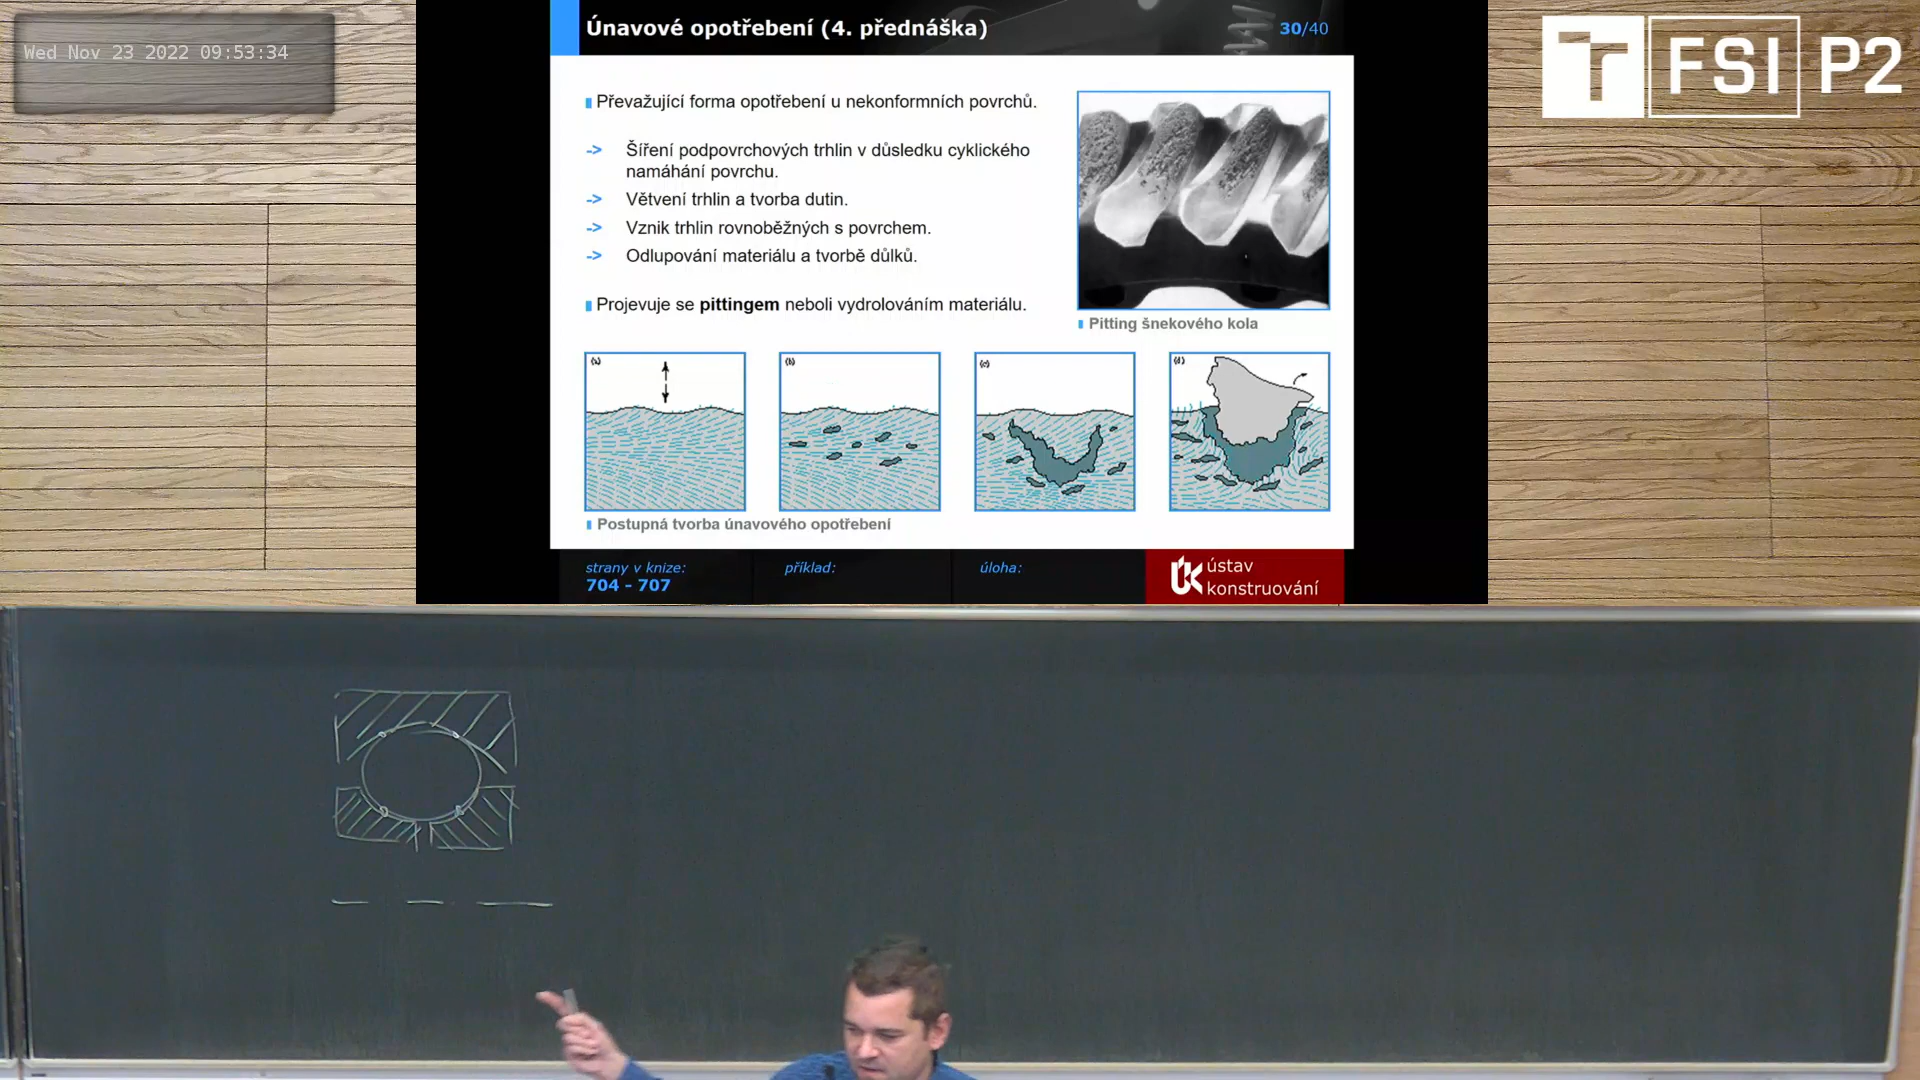 Wed Nov 23 2022 09:53:34
Únavové opotřebení (4. přednáška)
30/40
FSI P2
Převažující forma opotřebení u nekonformních povrchů.
-> Šíření podpovrchových trhlin v důsledku cyklického
namáhání povrchu.
-> Větvení trhlin a tvorba dutin.
-> Vznik trhlin rovnoběžných s povrchem.
-> Odlupování materiálu a tvorbě důlků.
Projevuje se pittingem neboli vydrolováním materiálu.
Pitting šnekového kola
(a)
(b)
(c)
(d)
Postupná tvorba únavového opotřebení
strany v knize:
704 - 707
příklad:
úloha:
ústav
konstruování